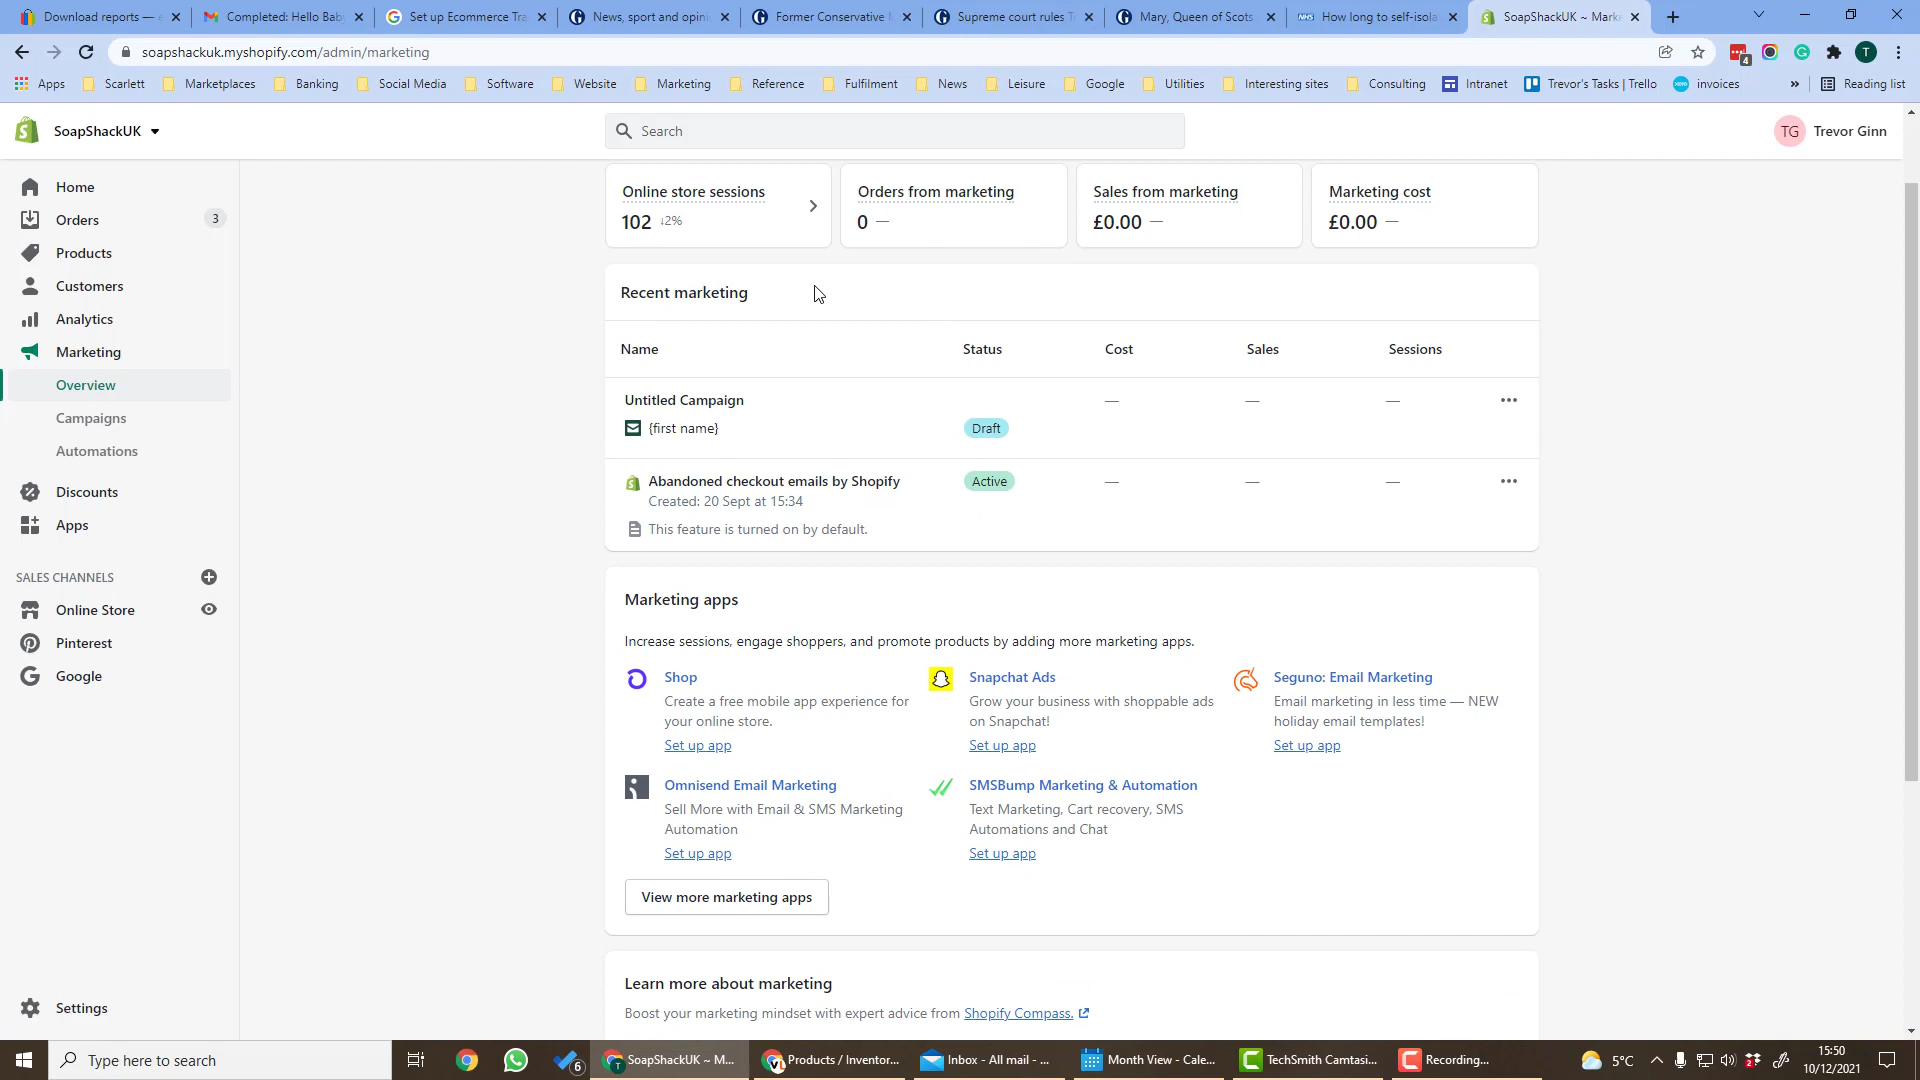 Download reports — e
Completed: Hello Bab
Set up Ecommerce Tra
News, sport and opini
Former Conservative
Supreme court rules T
Mary, Queen of Scots
NHS
How long to self-isola
SoapShackUK ~ Mark
soapshackuk.myshopify.com/admin/marketing
4
T
Apps
Scarlett
Marketplaces
Banking
Social Media
Software
Website
Marketing
Reference
Fulfilment
News
Leisure
Google
Utilities
Interesting sites
Consulting
Intranet
Trevor's Tasks | Trello
xero
invoices
»
Reading list
SoapShackUK
Search
TG
Trevor Ginn
Home
Orders
3
Products
Customers
Analytics
Marketing
Overview
Campaigns
Automations
Discounts
Apps
SALES CHANNELS
Online Store
Pinterest
Google
Settings
Online store sessions
102 ↓2%
Orders from marketing
0 —
Sales from marketing
£0.00 —
Marketing cost
£0.00 —
Recent marketing
Name
Status
Cost
Sales
Sessions
Untitled Campaign
—
—
—
{first name}
Draft
Abandoned checkout emails by Shopify
Active
—
—
—
Created: 20 Sept at 15:34
This feature is turned on by default.
Marketing apps
Increase sessions, engage shoppers, and promote products by adding more marketing apps.
Shop
Create a free mobile app experience for
your online store.
Set up app
Snapchat Ads
Grow your business with shoppable ads
on Snapchat!
Set up app
Seguno: Email Marketing
Email marketing in less time — NEW
holiday email templates!
Set up app
Omnisend Email Marketing
Sell More with Email & SMS Marketing
Automation
Set up app
SMSBump Marketing & Automation
Text Marketing, Cart recovery, SMS
Automations and Chat
Set up app
View more marketing apps
Learn more about marketing
Boost your marketing mindset with expert advice from Shopify Compass.
Type here to search
6
SoapShackUK ~ M...
Products / Inventor...
Inbox - All mail - ...
Month View - Cale...
TechSmith Camtasi...
Recording...
5°C
15:50
10/12/2021